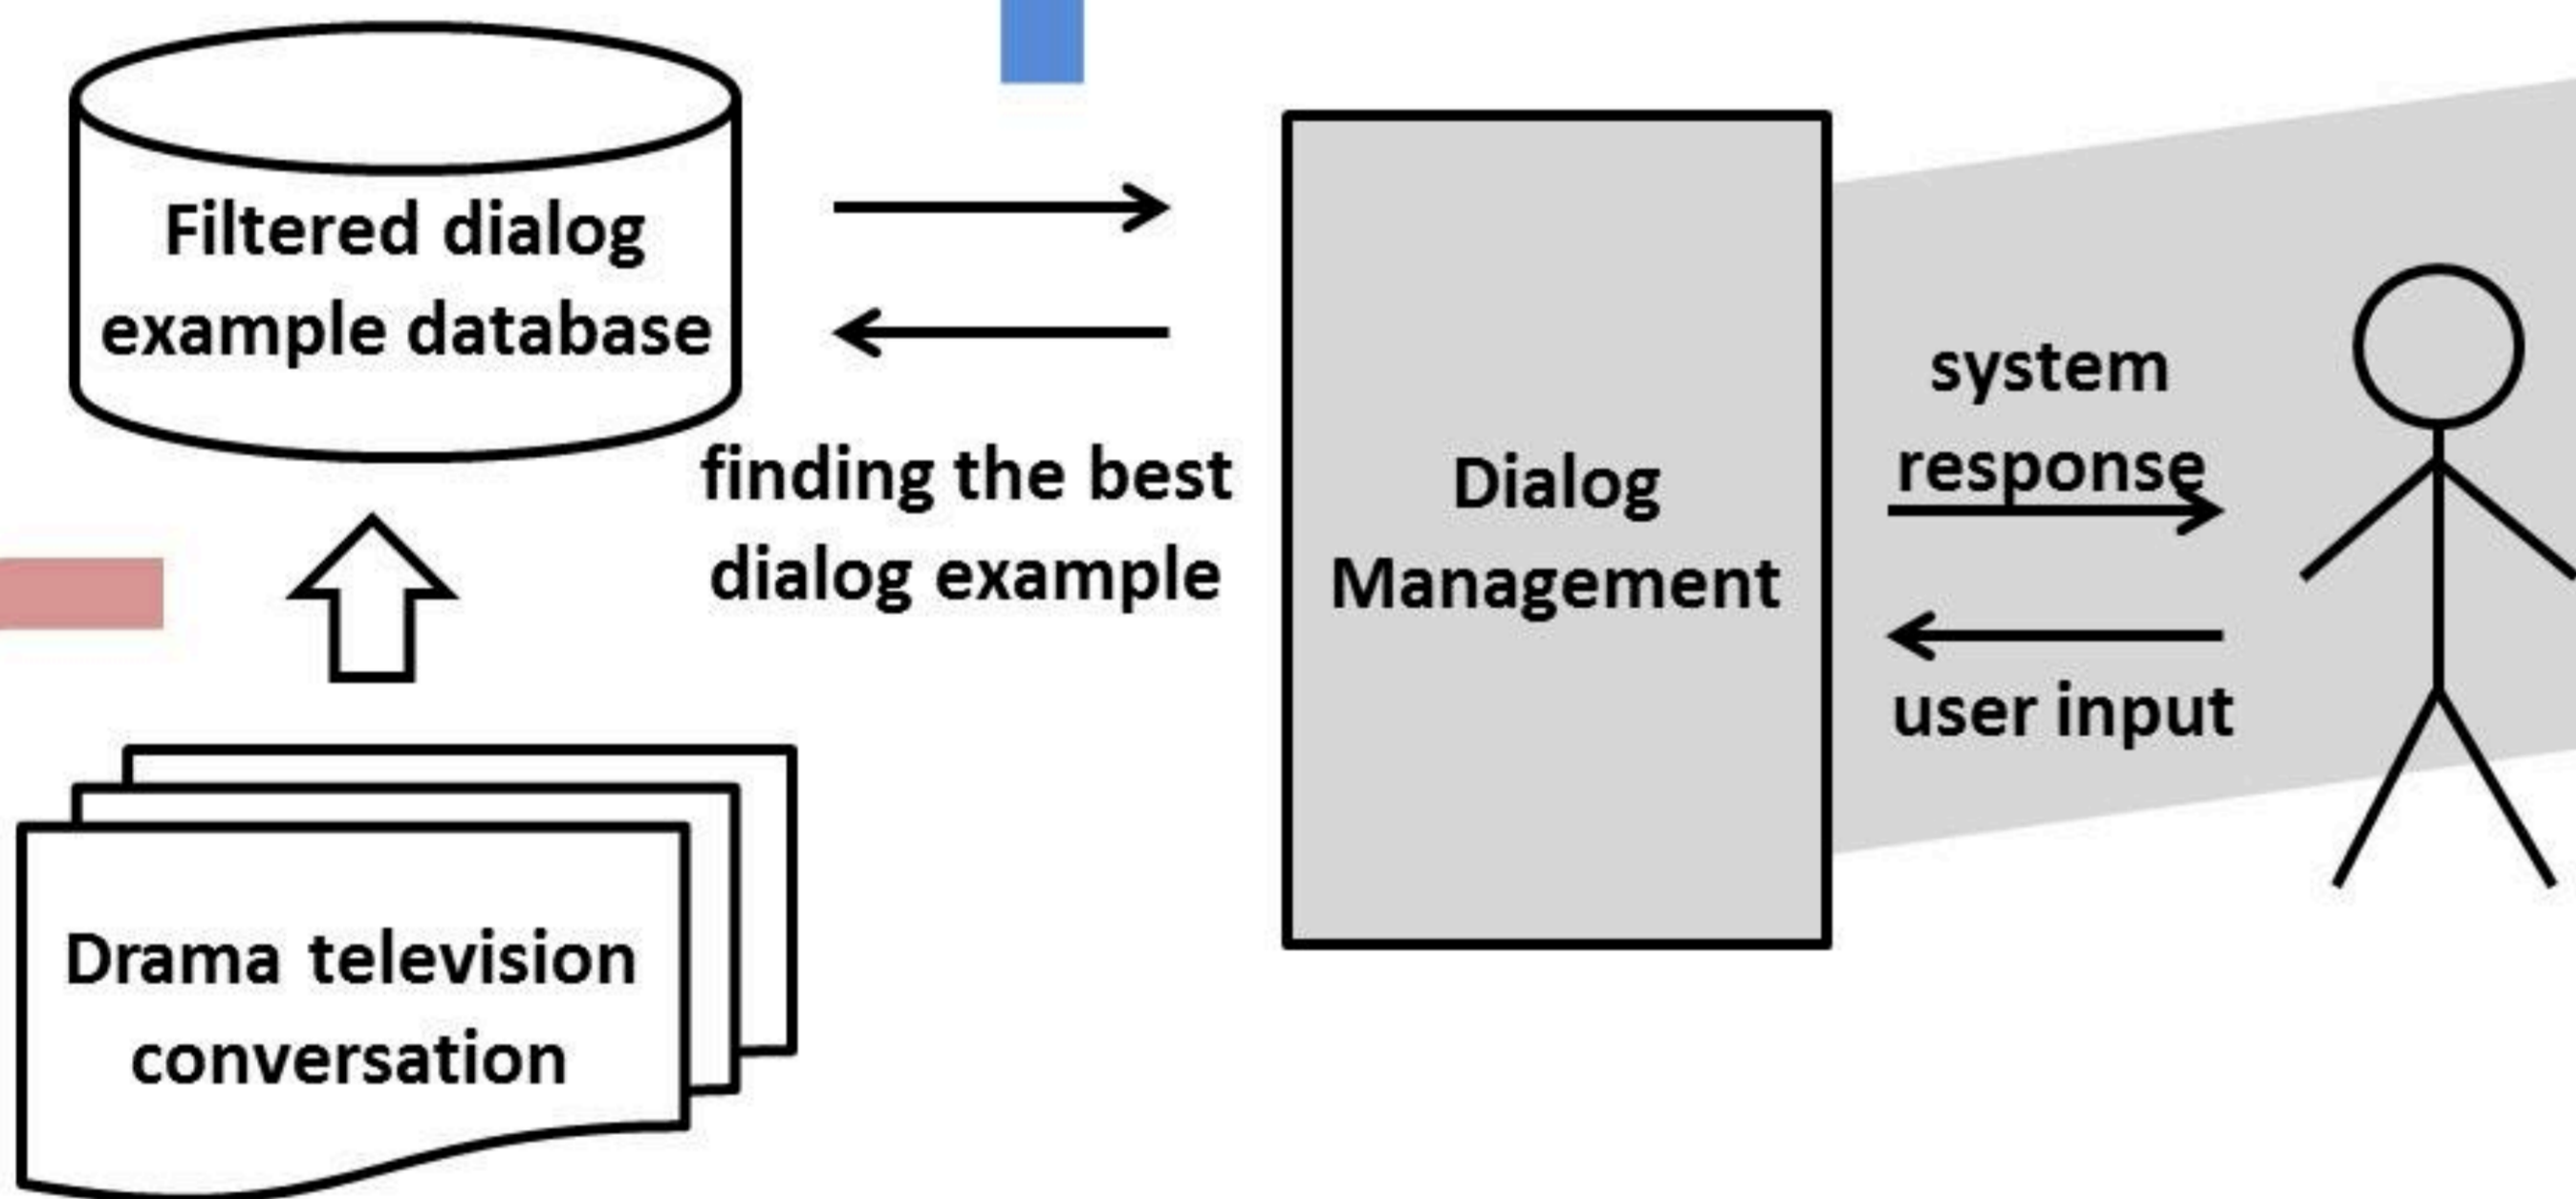 Filtered dialog
example database
finding the best
dialog example
Dialog
Management
system
response
user input
Drama television
conversation